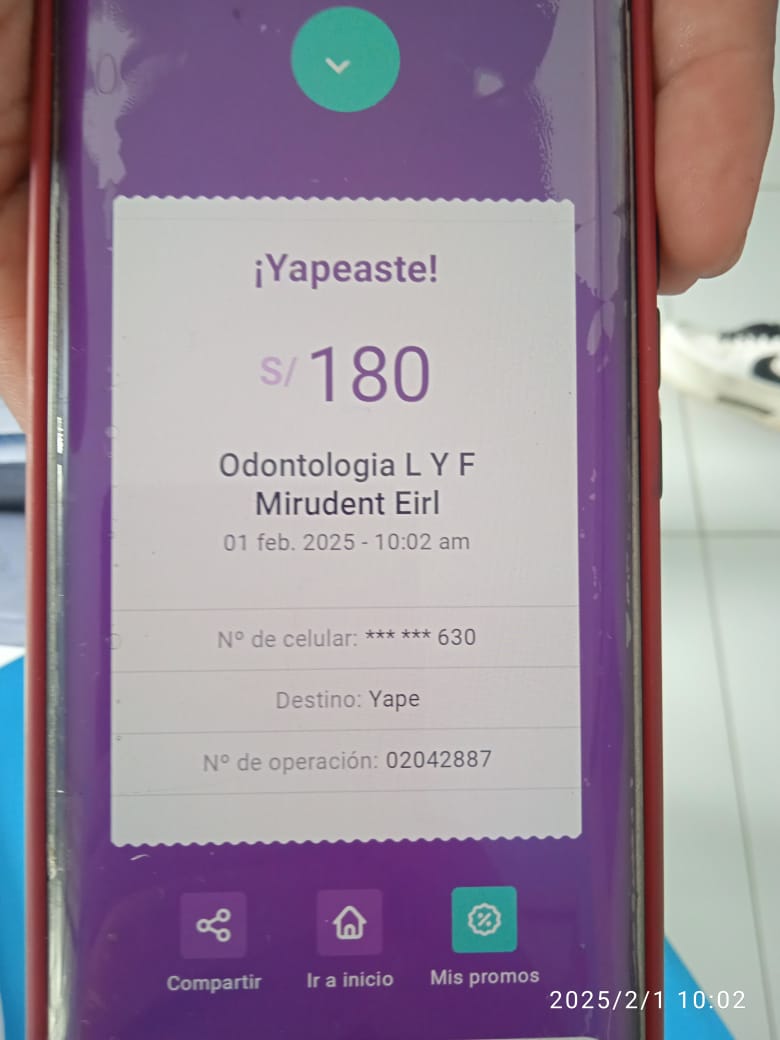 ¡Yapeaste!
S/ 180
Odontologia L Y F
Mirudent Eirl
01 feb. 2025 - 10:02 am
Nº de celular: *** *** 630
Destino: Yape
Nº de operación: 02042887
Compartir
Ir a inicio
Mis promos
2025/2/1 10:02